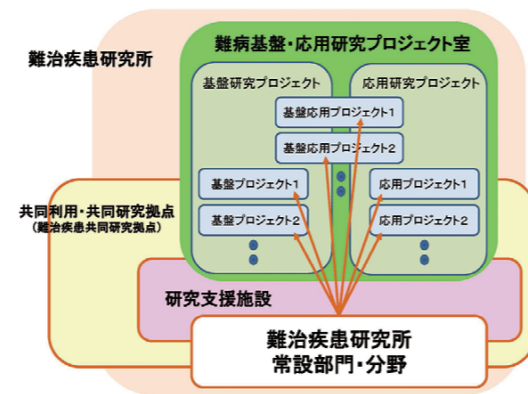 難病基盤・応用研究プロジェクト室
難治疾患研究所
基盤研究プロジェクト
応用研究プロジェクト
基盤応用プロジェクト1
基盤応用プロジェクト2
基盤プロジェクト1
応用プロジェクト1
基盤プロジェクト2
応用プロジェクト2
共同利用・共同研究拠点
(難治疾患共同研究拠点)
研究支援施設
難治疾患研究所
常設部門・分野